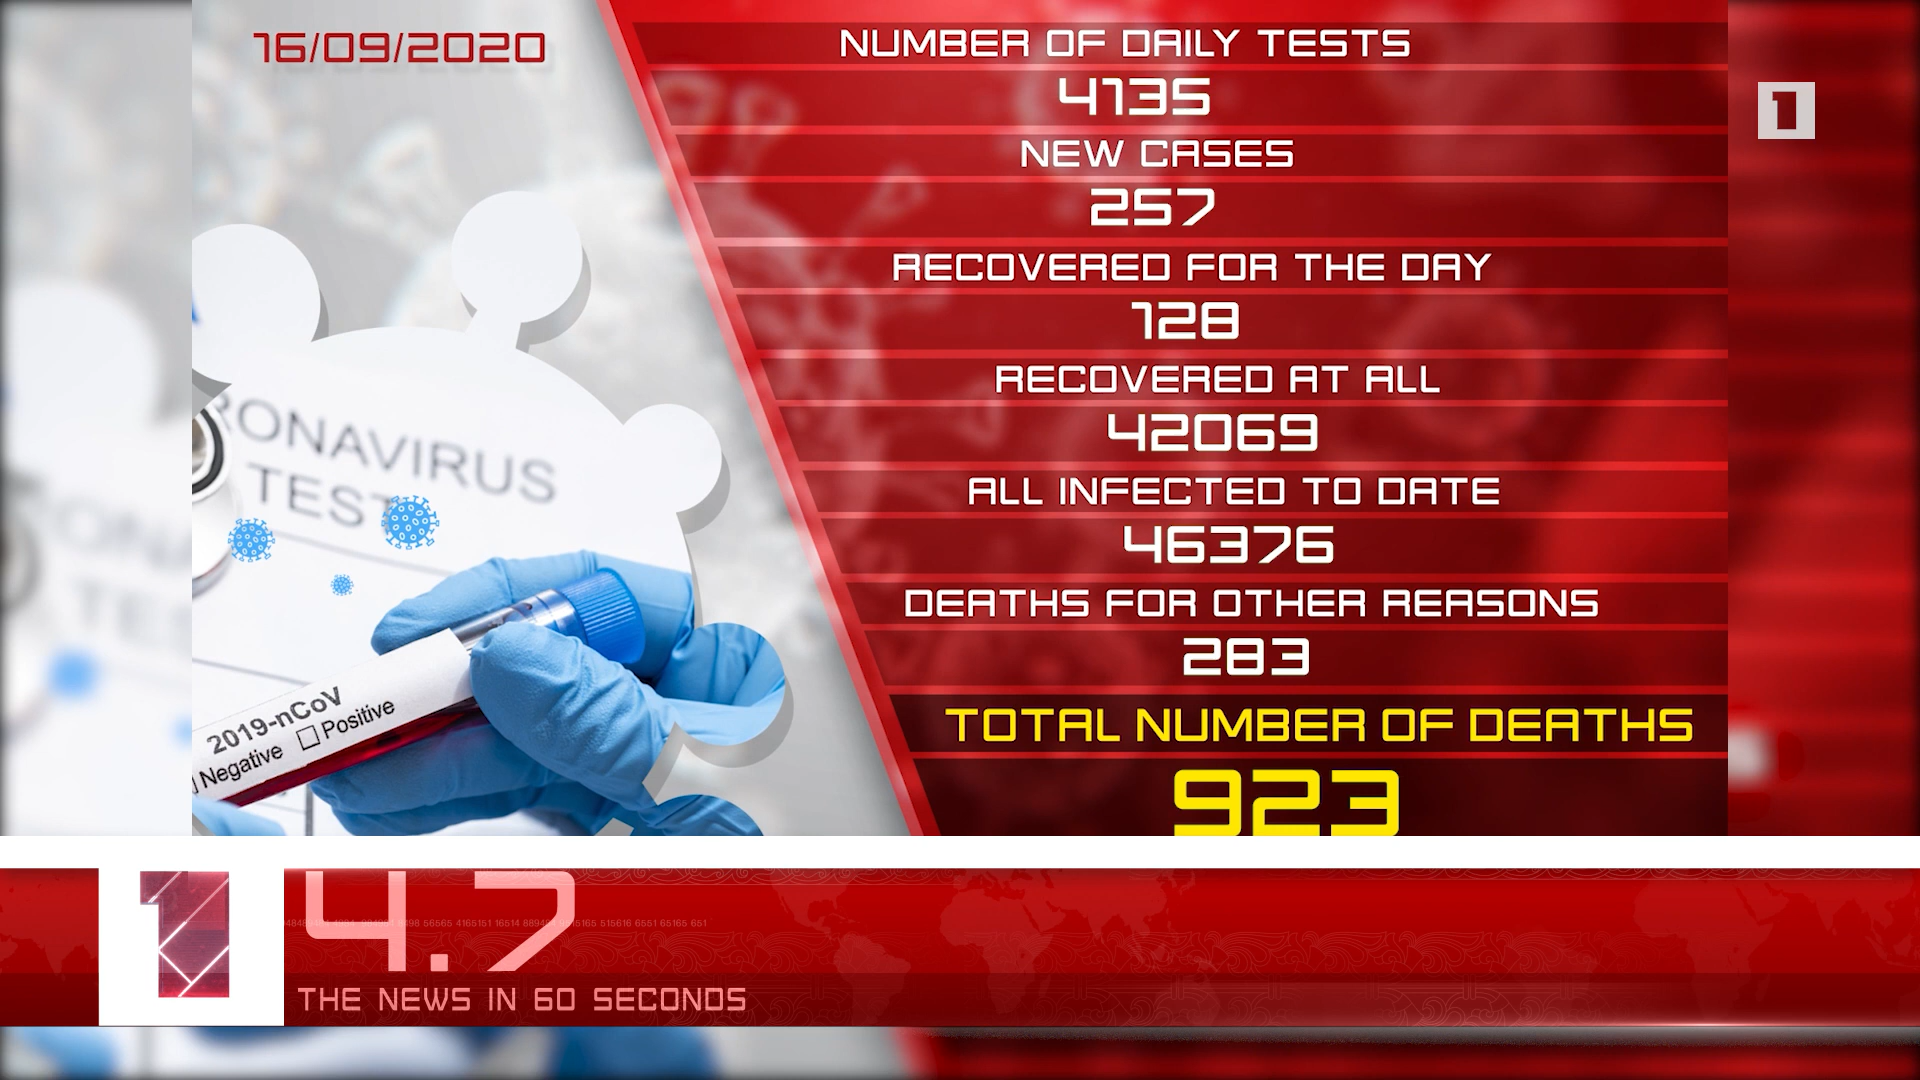 16/09/2020
NUMBER OF DAILY TESTS
4135
NEW CASES
257
RECOVERED FOR THE DAY
128
RECOVERED AT ALL
42069
ALL INFECTED TO DATE
46376
DEATHS FOR OTHER REASONS
283
TOTAL NUMBER OF DEATHS
923
1
RONAVIRUS
TEST
2019-nCoV
Negative
Positive
1
4.7
THE NEWS IN 60 SECONDS